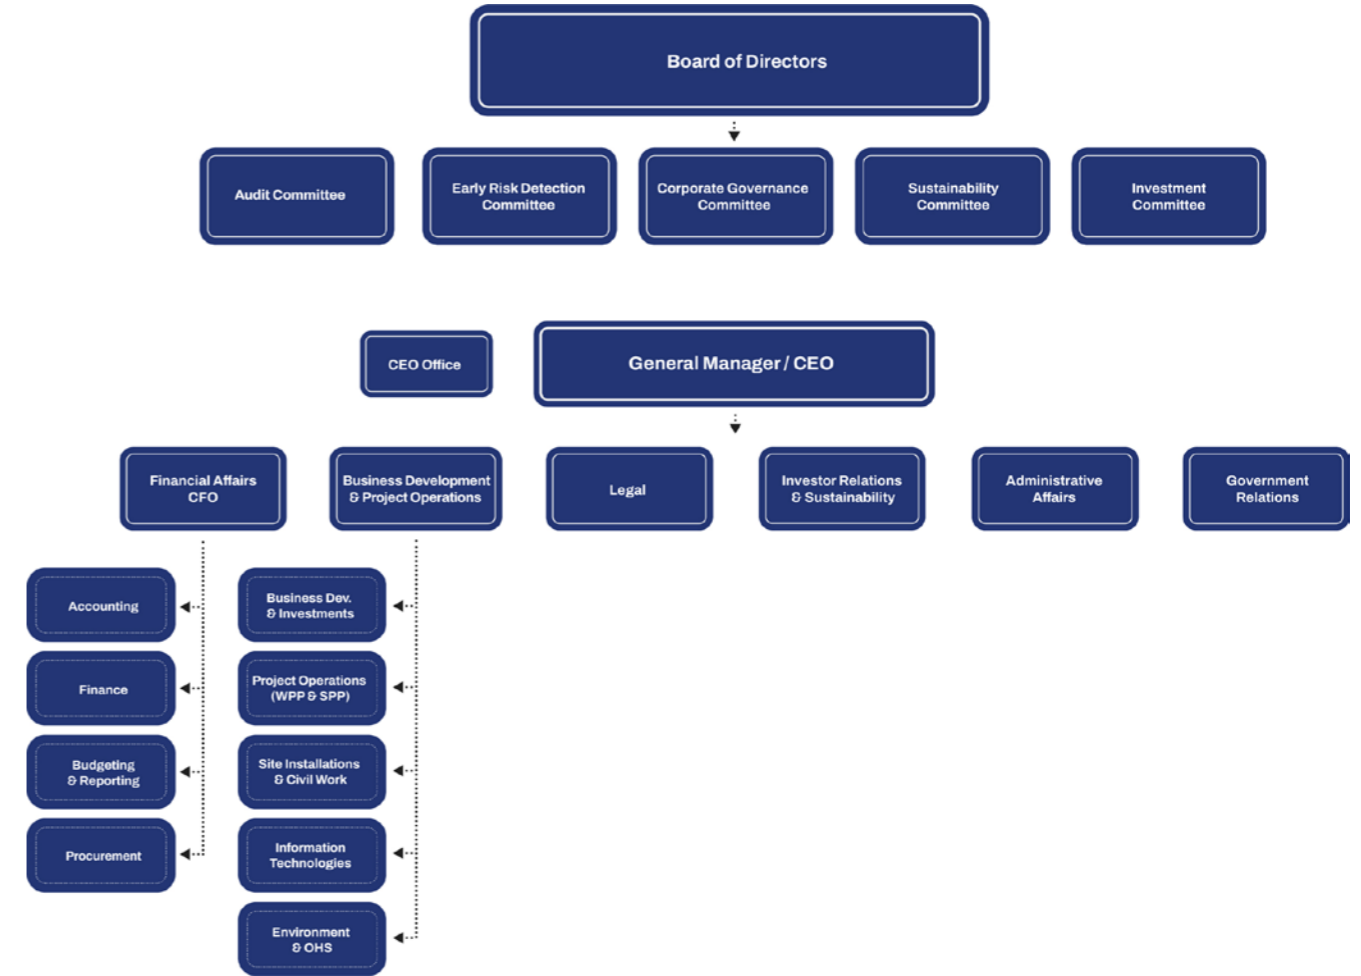 Board of Directors
Audit Committee
Early Risk Detection
Committee
Corporate Governance
Committee
Sustainability
Committee
Investment
Committee
CEO Office
General Manager / CEO
Financial Affairs
CFO
Business Development
& Project Operations
Legal
Investor Relations
& Sustainability
Administrative
Affairs
Government
Relations
Accounting
Finance
Budgeting
& Reporting
Procurement
Business Dev.
& Investments
Project Operations
(WPP & SPP)
Site Installations
& Civil Work
Information
Technologies
Environment
& OHS